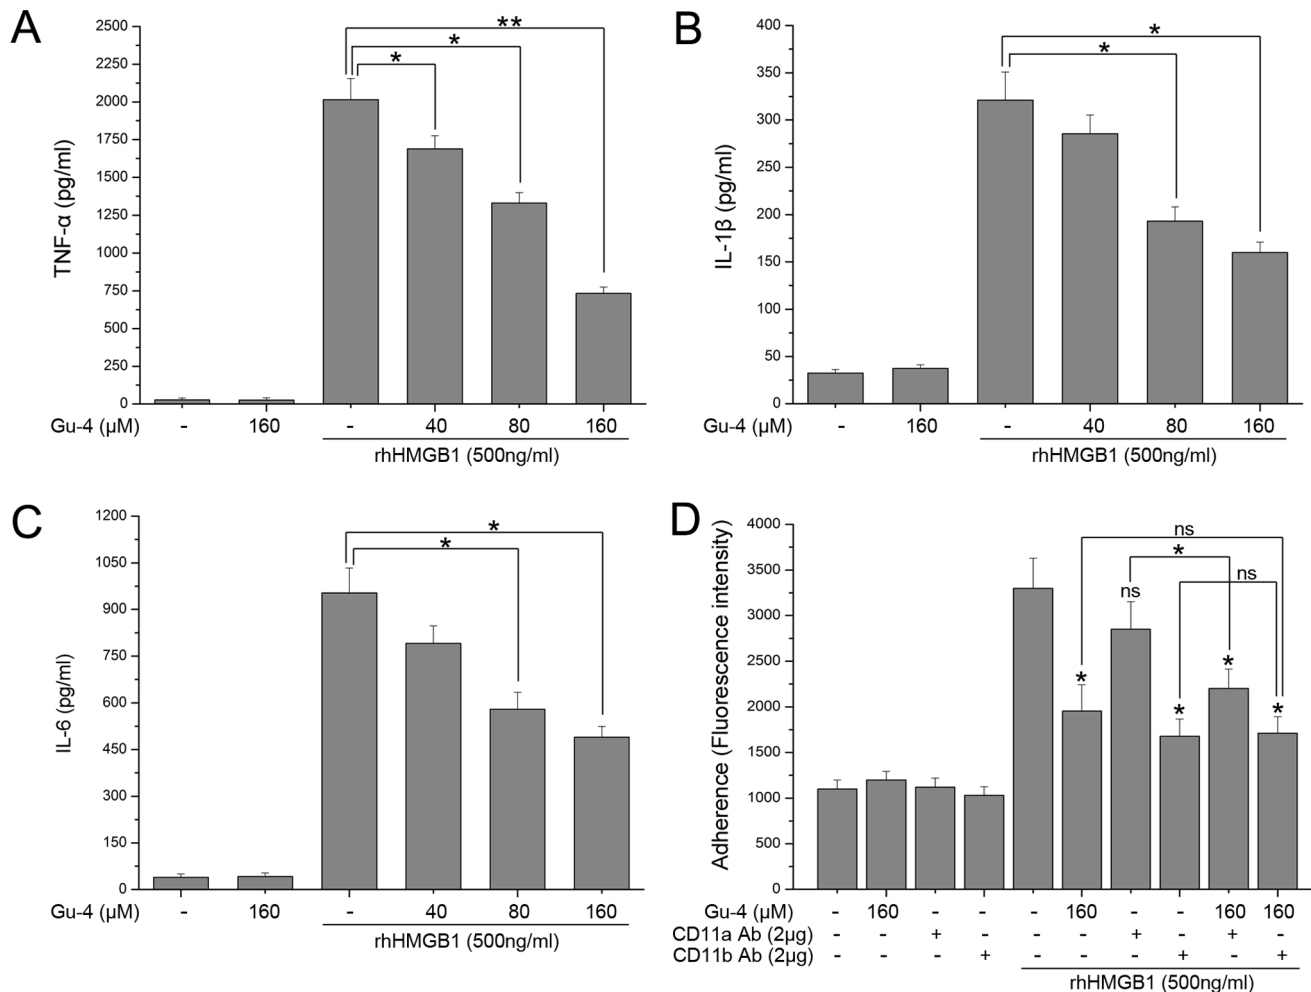 A
TNF-α (pg/ml)
2500
2250
2000
1750
1500
1250
1000
750
500
250
0
**
*
*
Gu-4 (μM) - 160 - 40 80 160
rhHMGB1 (500ng/ml)
B
IL-1β (pg/ml)
400
350
300
250
200
150
100
50
0
*
*
Gu-4 (μM) - 160 - 40 80 160
rhHMGB1 (500ng/ml)
C
IL-6 (pg/ml)
1200
1050
900
750
600
450
300
150
0
*
*
Gu-4 (μM) - 160 - 40 80 160
rhHMGB1 (500ng/ml)
D
Adherence (Fluorescence intensity)
4000
3500
3000
2500
2000
1500
1000
500
0
ns
*
ns
ns
*
*
*
*
Gu-4 (μM) - 160 - - - 160 - - 160 160
CD11a Ab (2μg) - - + - - - + - + -
CD11b Ab (2μg) - - - + - - - + - +
rhHMGB1 (500ng/ml)